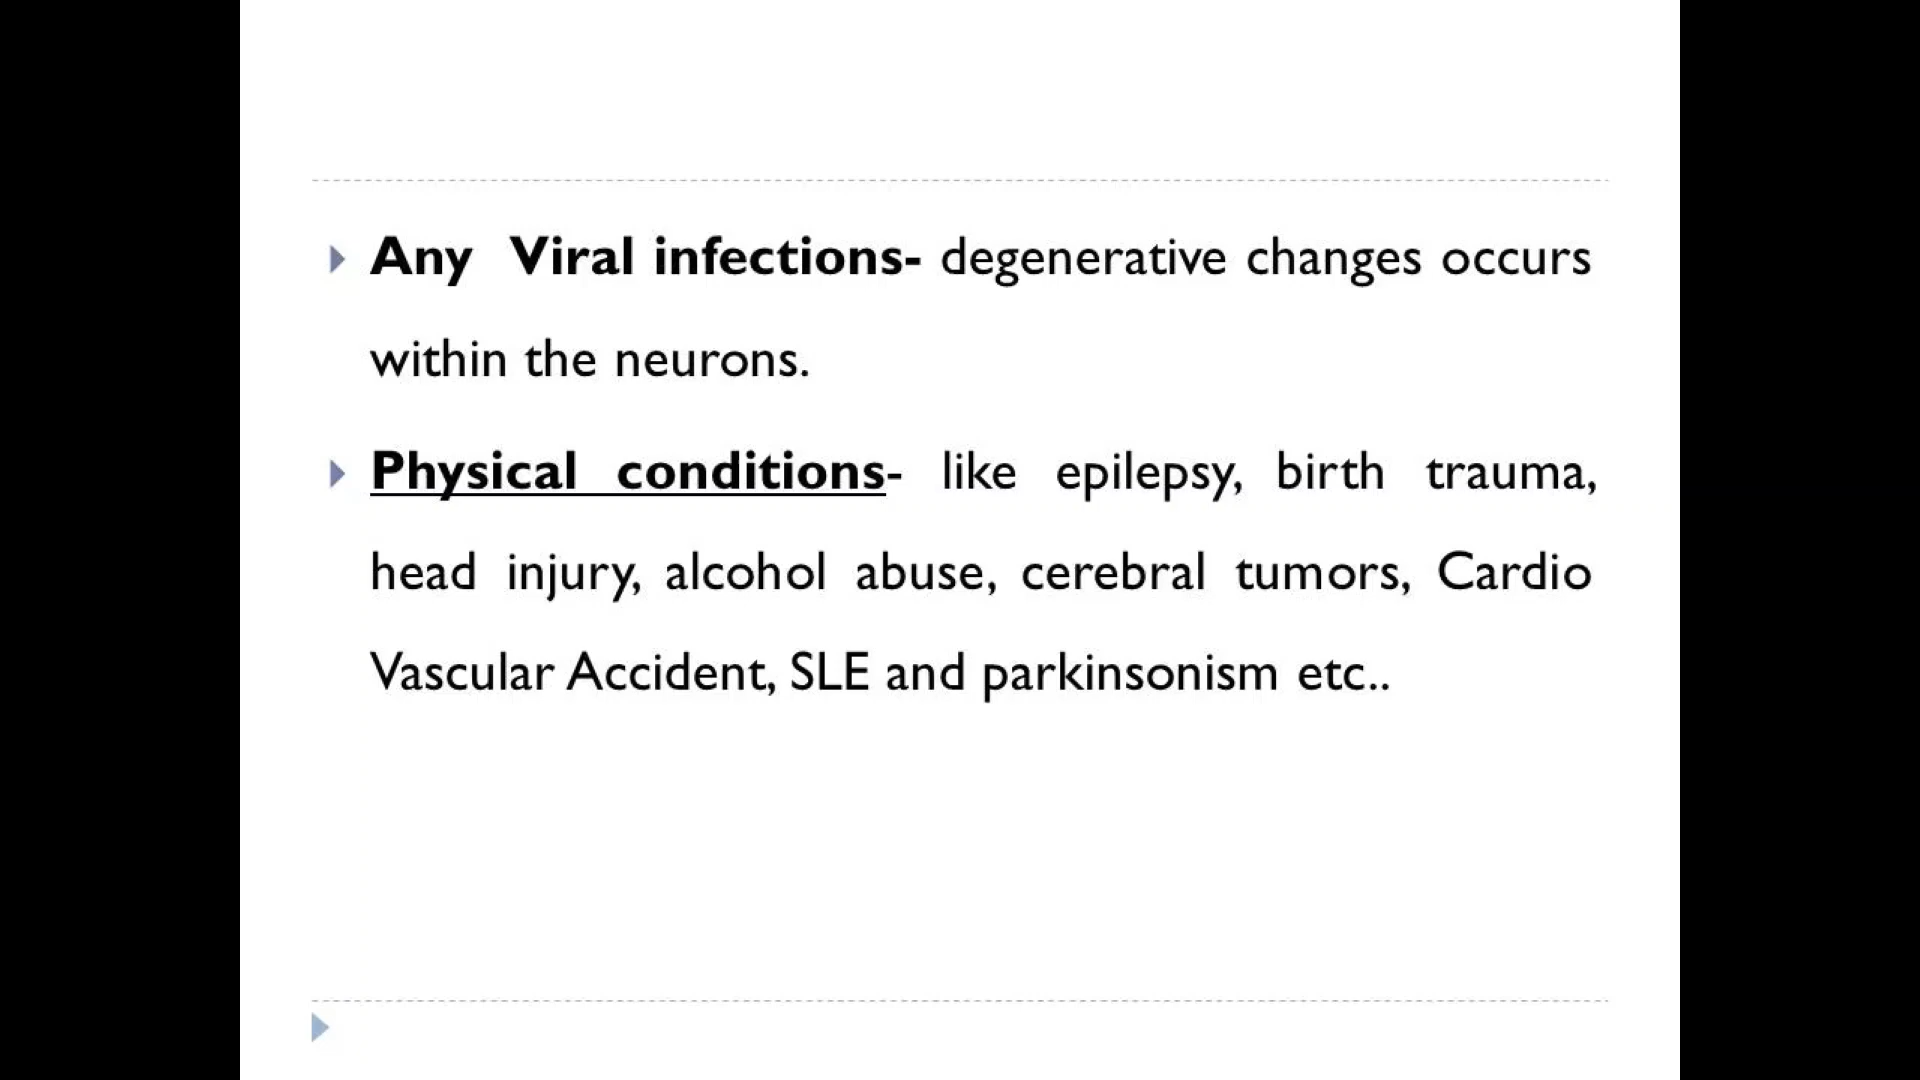 Any Viral infections- degenerative changes occurs
within the neurons.
Physical conditions- like epilepsy, birth trauma,
head injury, alcohol abuse, cerebral tumors, Cardio
Vascular Accident, SLE and parkinsonism etc..